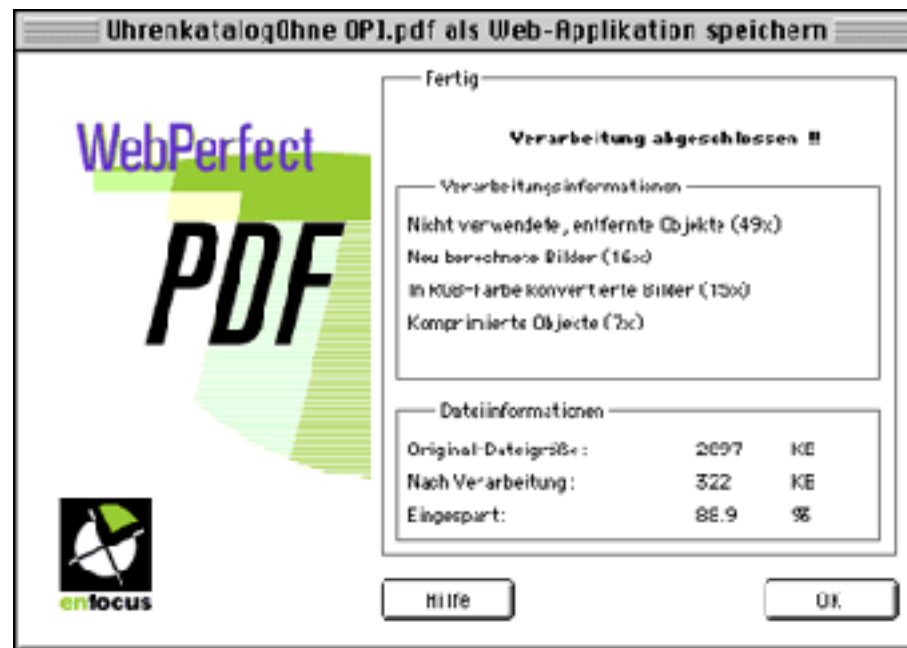 UhrenkatalogOhne OPI.pdf als Web-Applikation speichern
WebPerfect
PDF
enfocus
Fertig
Verarbeitung abgeschlossen !!
Verarbeitungsinformationen
Nicht verwendete, entfernte Objekte (49x)
Neu berechnete Bilder (16x)
In RGB-Farbe konvertierte Bilder (15x)
Komprimierte Objekte (7x)
Dateiinformationen
Original-Dateigröße: 2897 KB
Nach Verarbeitung: 322 KB
Eingespart: 88.9 %
Hilfe
OK